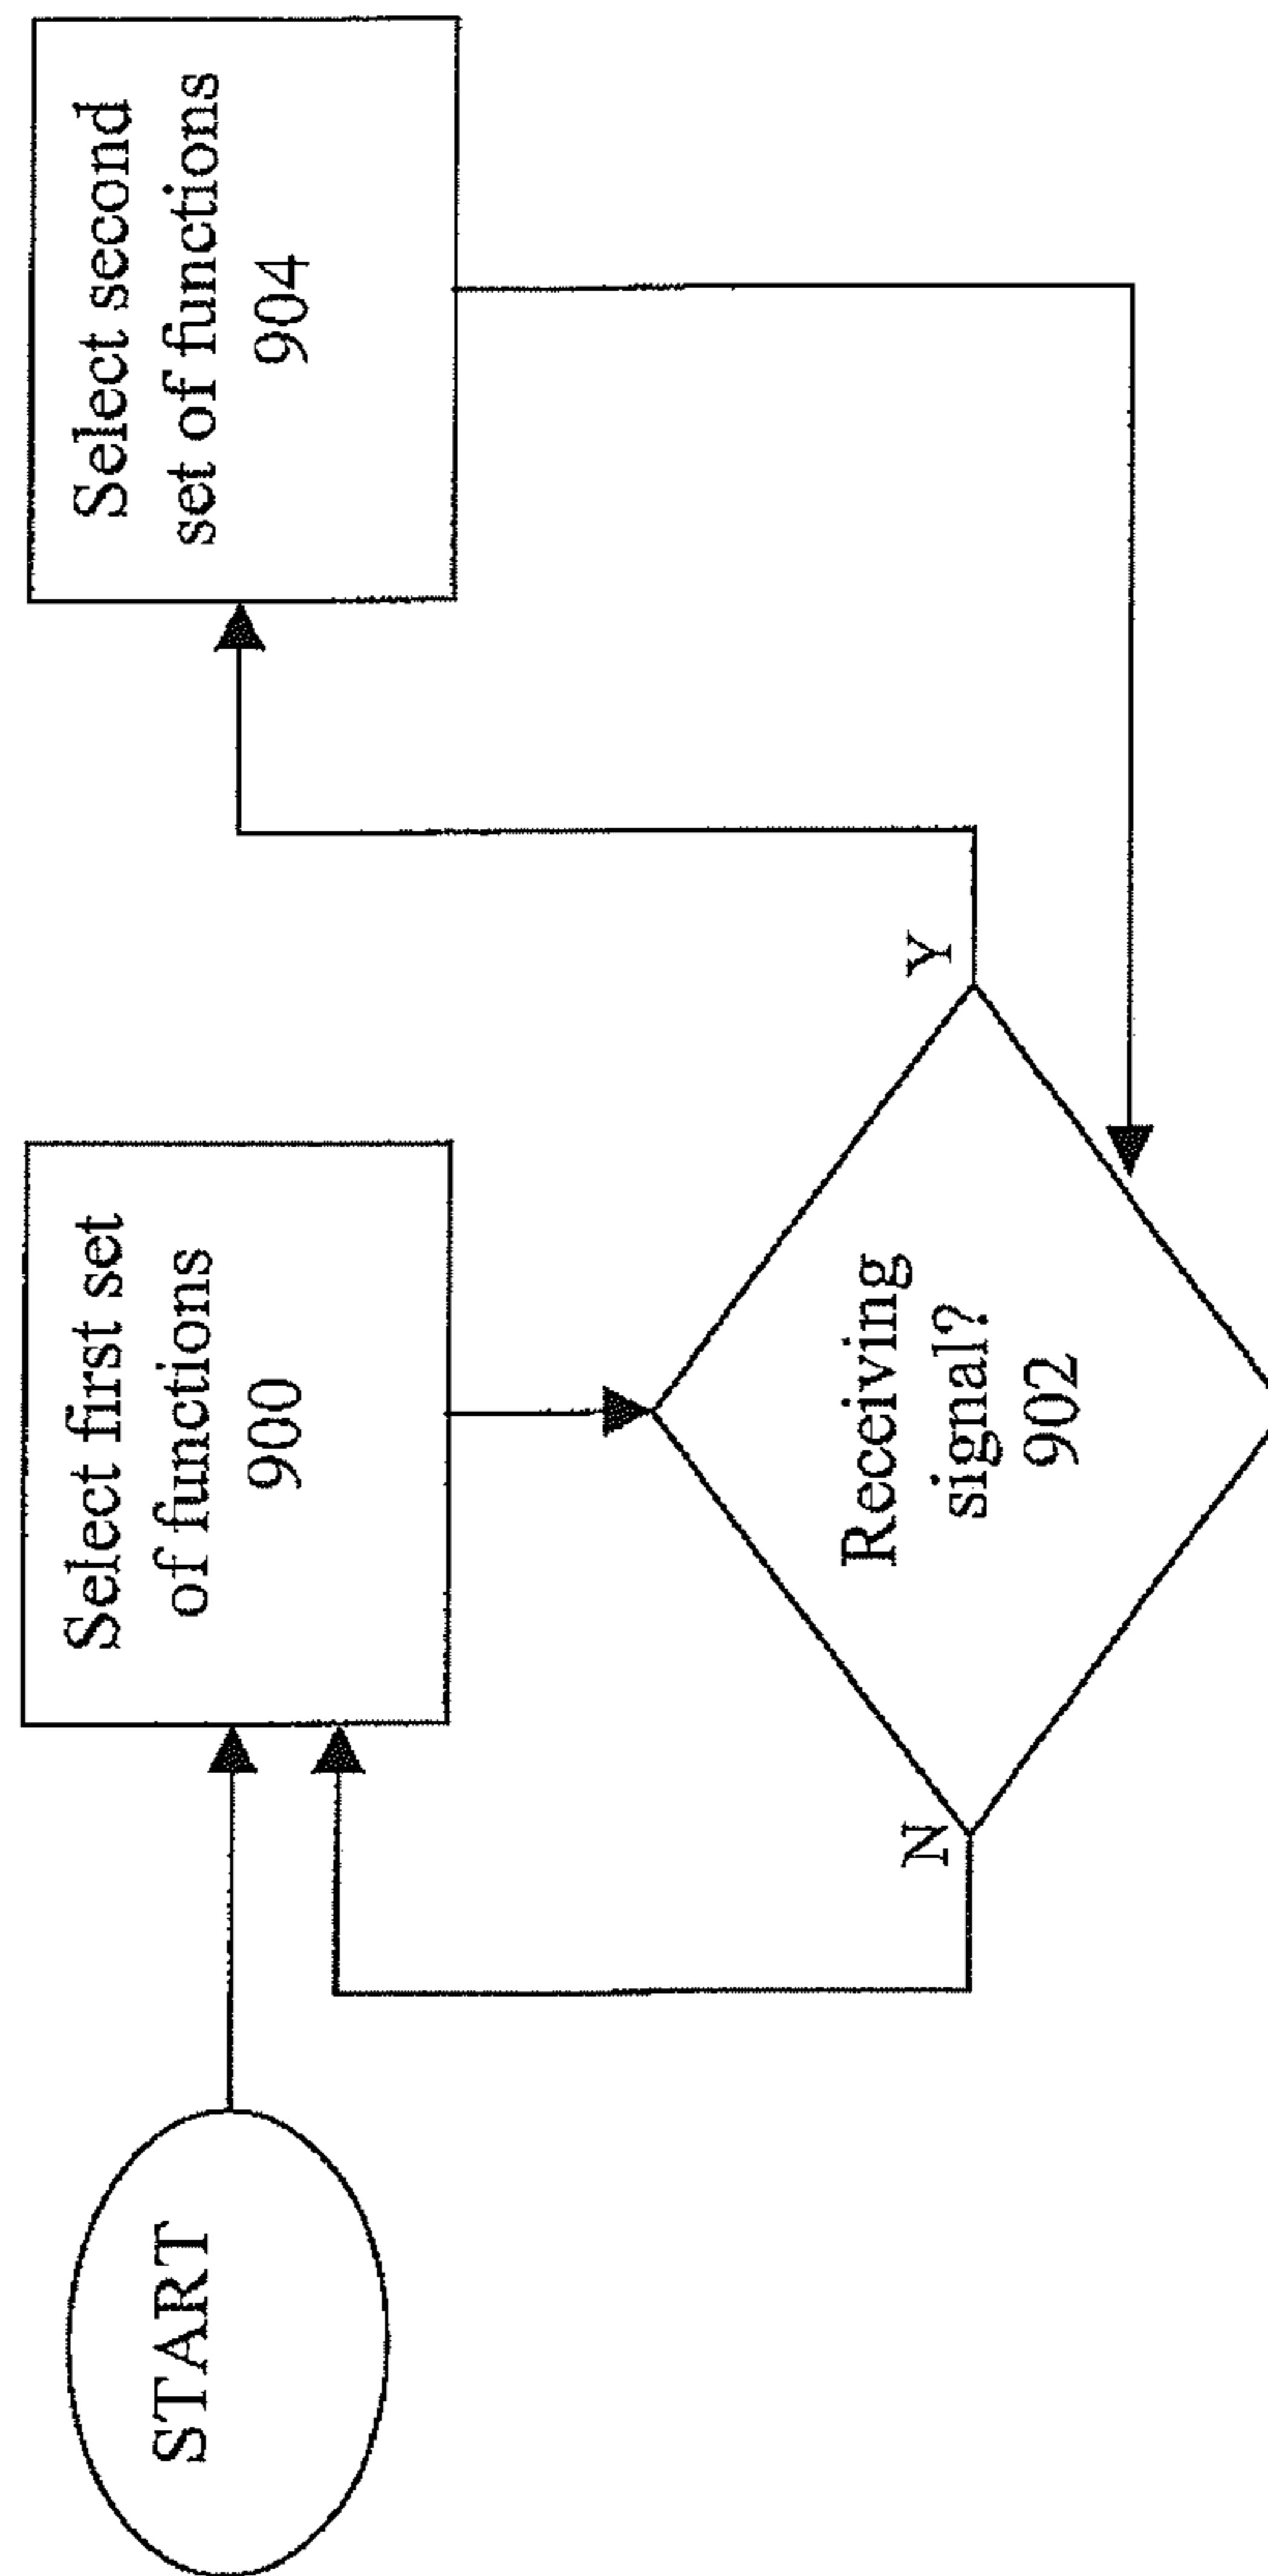 START
Select first set
of functions
900
Select second
set of functions
904
N
Receiving
signal?
902
Y